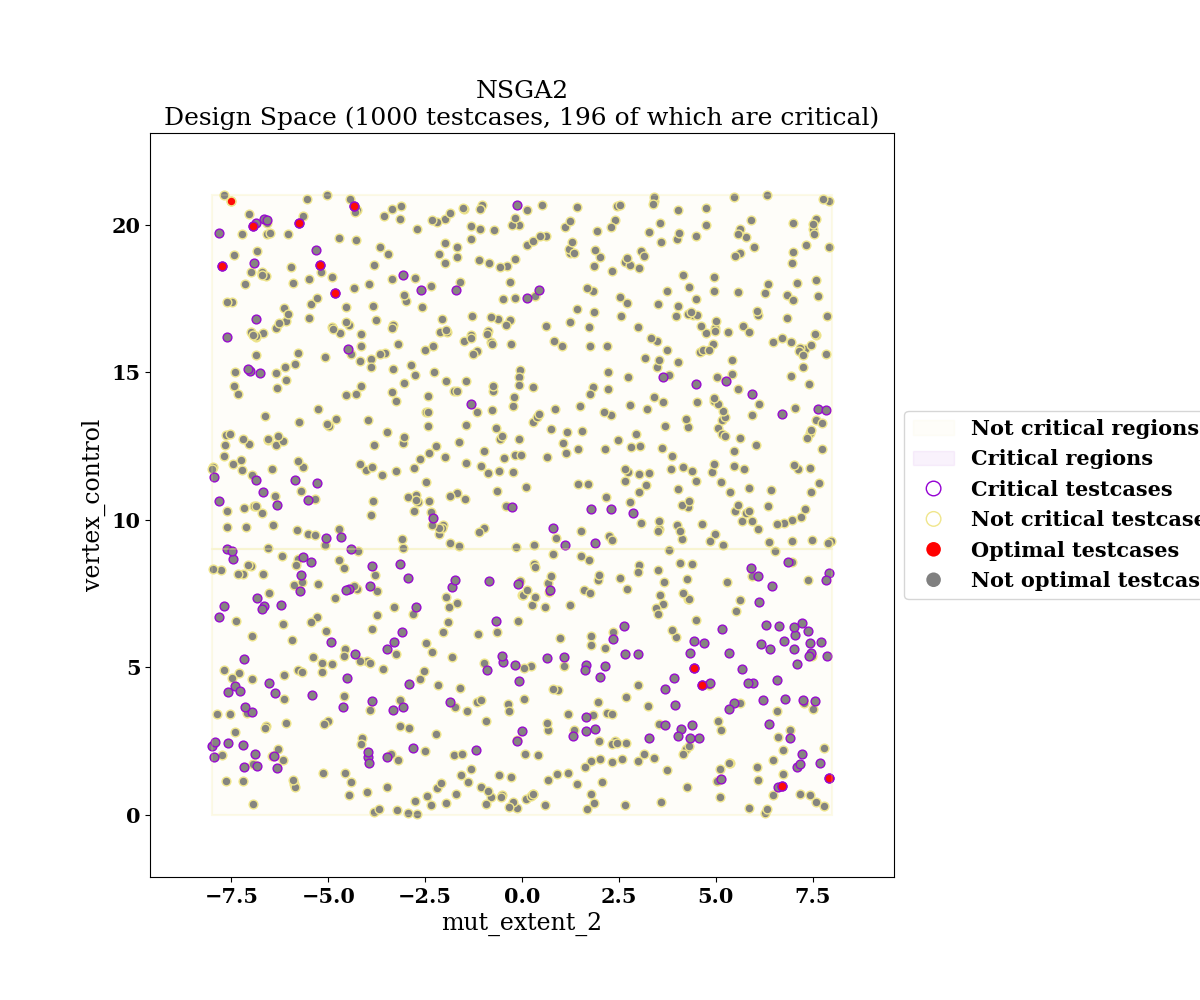 NSGA2
Design Space (1000 testcases, 196 of which are critical)
20
15
10
5
0
vertex_control
−7.5
−5.0
−2.5
0.0
2.5
5.0
7.5
mut_extent_2
Not critical regions
Critical regions
Critical testcases
Not critical testcase
Optimal testcases
Not optimal testcas